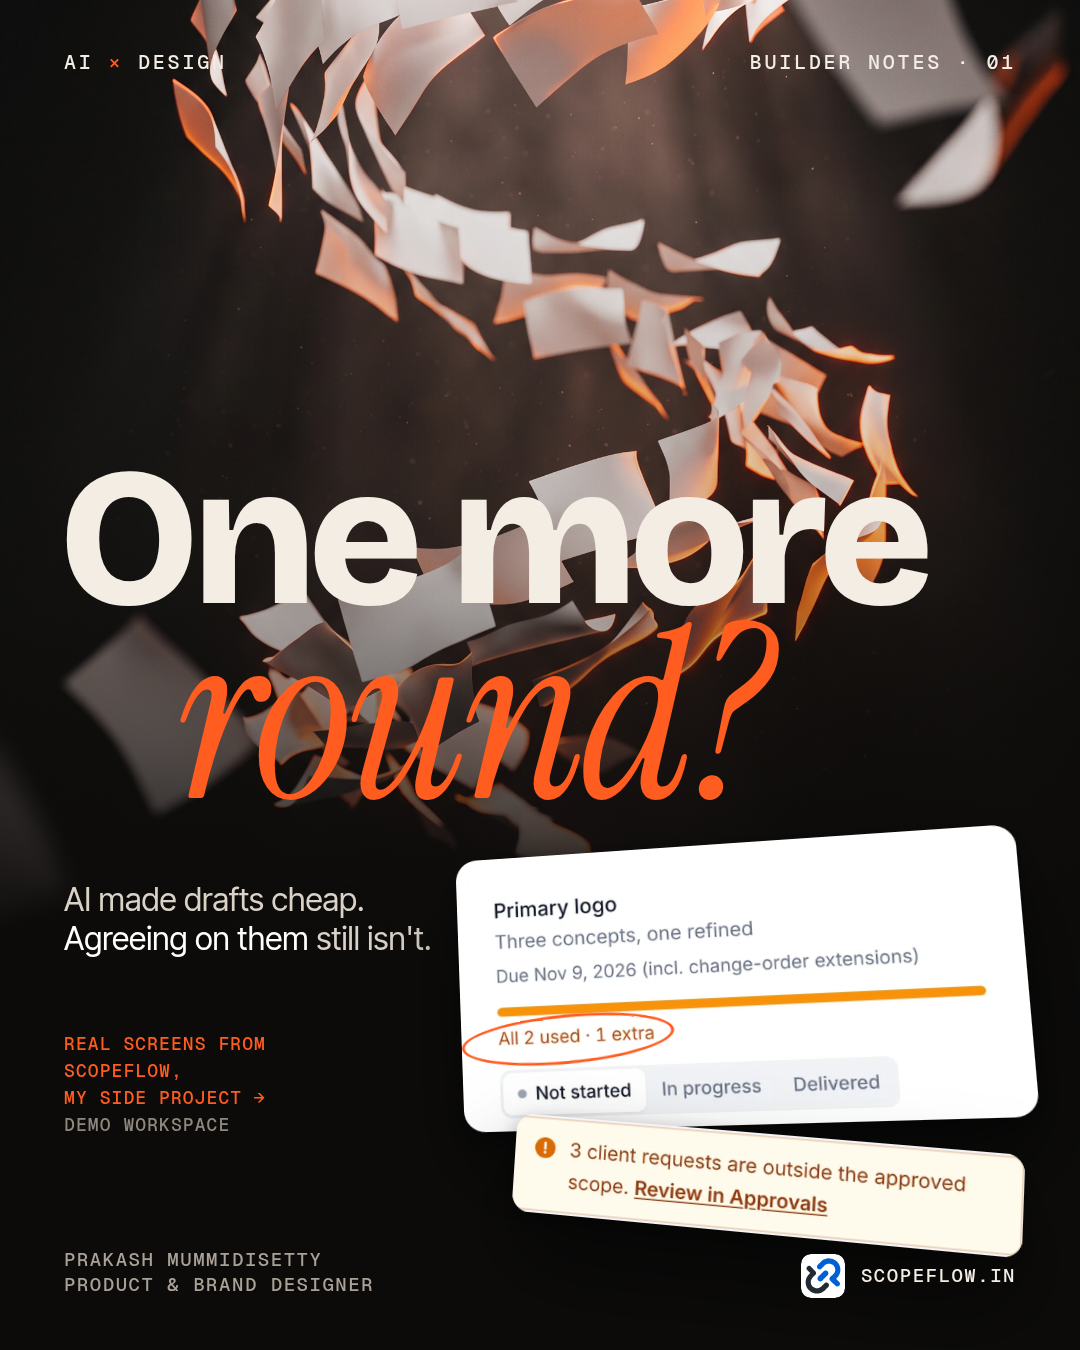 AI × DESIGN
BUILDER NOTES · 01
One more
round?
AI made drafts cheap.
Agreeing on them still isn't.
REAL SCREENS FROM
SCOPEFLOW,
MY SIDE PROJECT →
DEMO WORKSPACE
Primary logo
Three concepts, one refined
Due Nov 9, 2026 (incl. change-order extensions)
All 2 used · 1 extra
Not started In progress Delivered
3 client requests are outside the approved
scope. Review in Approvals
PRAKASH MUMMIDISETTY
PRODUCT & BRAND DESIGNER
SCOPEFLOW.IN